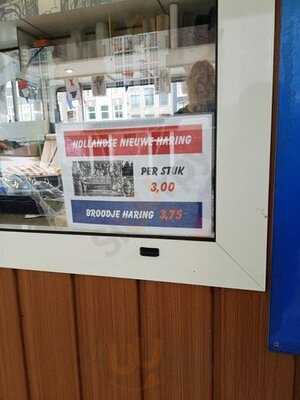 HOLLANDSE NIEUWE HARING
PER STUK
3,00
BROODJE HARING 3,75